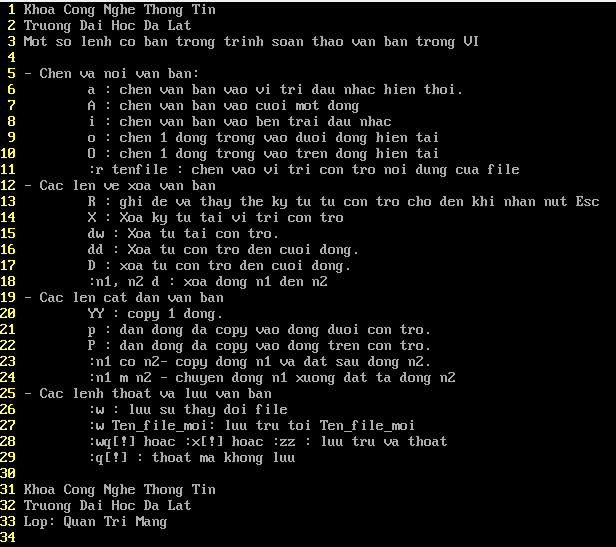 1 Khoa Cong Nghe Thong Tin
2 Truong Dai Hoc Da Lat
3 Mot so lenh co ban trong trinh soan thao van ban trong VI
4
5 - Chen va noi van ban:
6 a : chen van ban vao vi tri dau nhac hien thoi.
7 A : chen van ban vao cuoi mot dong
8 i : chen van ban vao ben trai dau nhac
9 o : chen 1 dong trong vao duoi dong hien tai
10 O : chen 1 dong trong vao tren dong hien tai
11 :r tenfile : chen vao vi tri con tro noi dung cua file
12 - Cac len ve xoa van ban
13 R : ghi de va thay the ky tu tu con tro cho den khi nhan nut Esc
14 X : Xoa ky tu tai vi tri con tro
15 dw : Xoa tu tai con tro.
16 dd : Xoa tu con tro den cuoi dong.
17 D : xoa tu con tro den cuoi dong.
18 :n1, n2 d : xoa dong n1 den n2
19 - Cac len cat dan van ban
20 YY : copy 1 dong.
21 p : dan dong da copy vao dong duoi con tro.
22 P : dan dong da copy vao dong tren con tro.
23 :n1 co n2- copy dong n1 va dat sau dong n2.
24 :n1 m n2 - chuyen dong n1 xuong dat ta dong n2
25 - Cac lenh thoat va luu van ban
26 :w : luu su thay doi file
27 :w Ten_file_moi: luu tru toi Ten_file_moi
28 :wq[!] hoac :x[!] hoac :zz : luu tru va thoat
29 :q[!] : thoat ma khong luu
30
31 Khoa Cong Nghe Thong Tin
32 Truong Dai Hoc Da Lat
33 Lop: Quan Tri Mang
34